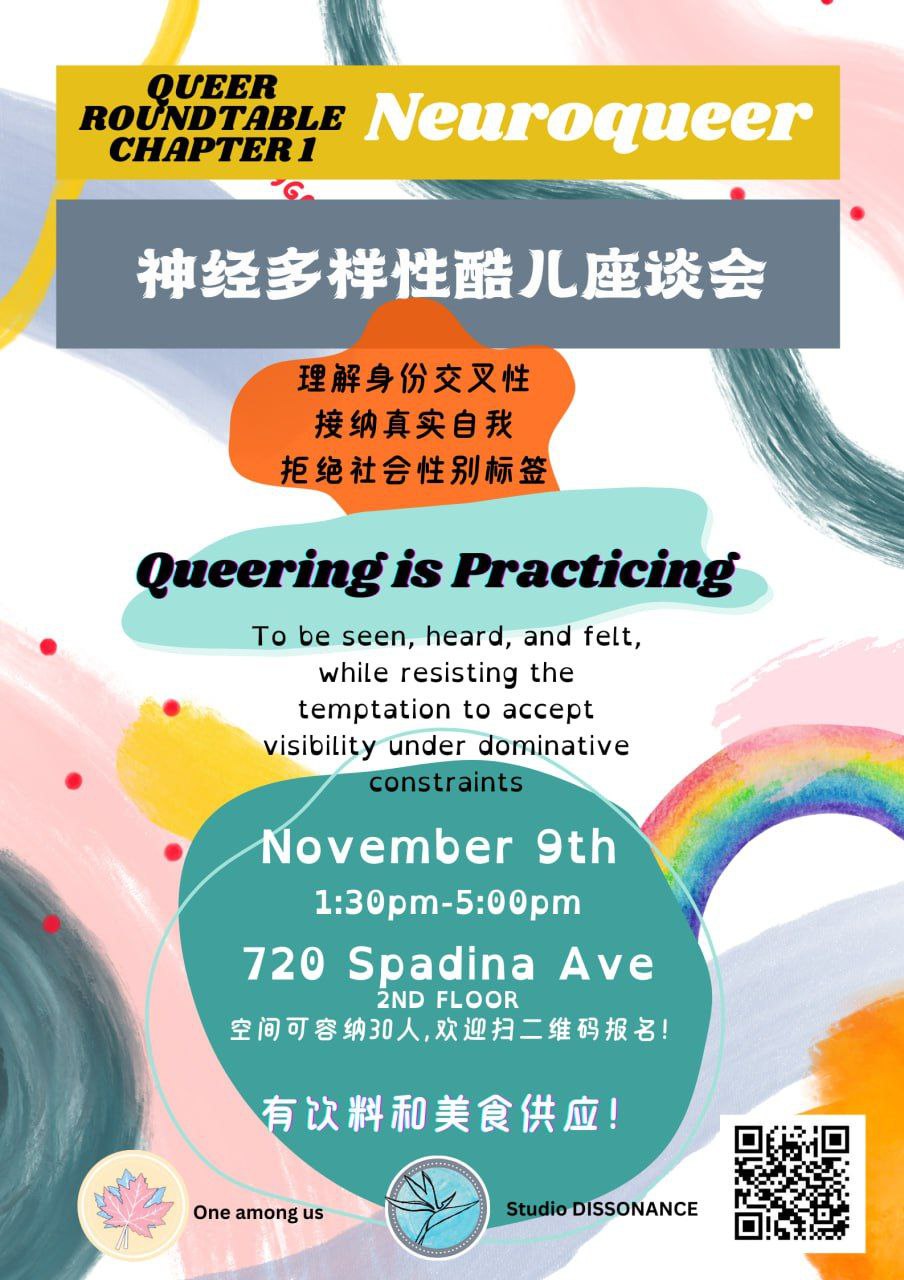 QUEER
ROUNDTABLE
CHAPTER 1
Neuroqueer
神经多样性酷儿座谈会
理解身份交叉性
接纳真实自我
拒绝社会性别标签
Queering is Practicing
To be seen, heard, and felt,
while resisting the
temptation to accept
visibility under dominative
constraints
November 9th
1:30pm-5:00pm
720 Spadina Ave
2ND FLOOR
空间可容纳30人,欢迎扫二维码报名!
有饮料和美食供应!
One among us
Studio DISSONANCE